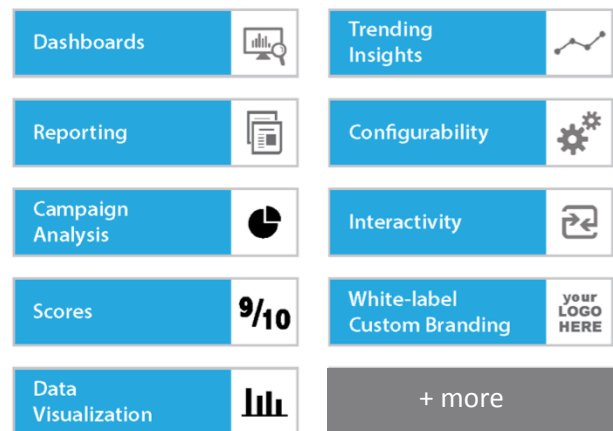 Dashboards
Trending
Insights
Reporting
Configurability
Campaign
Analysis
Interactivity
Scores
9/10
White-label
Custom Branding
your
LOGO
HERE
Data
Visualization
+ more